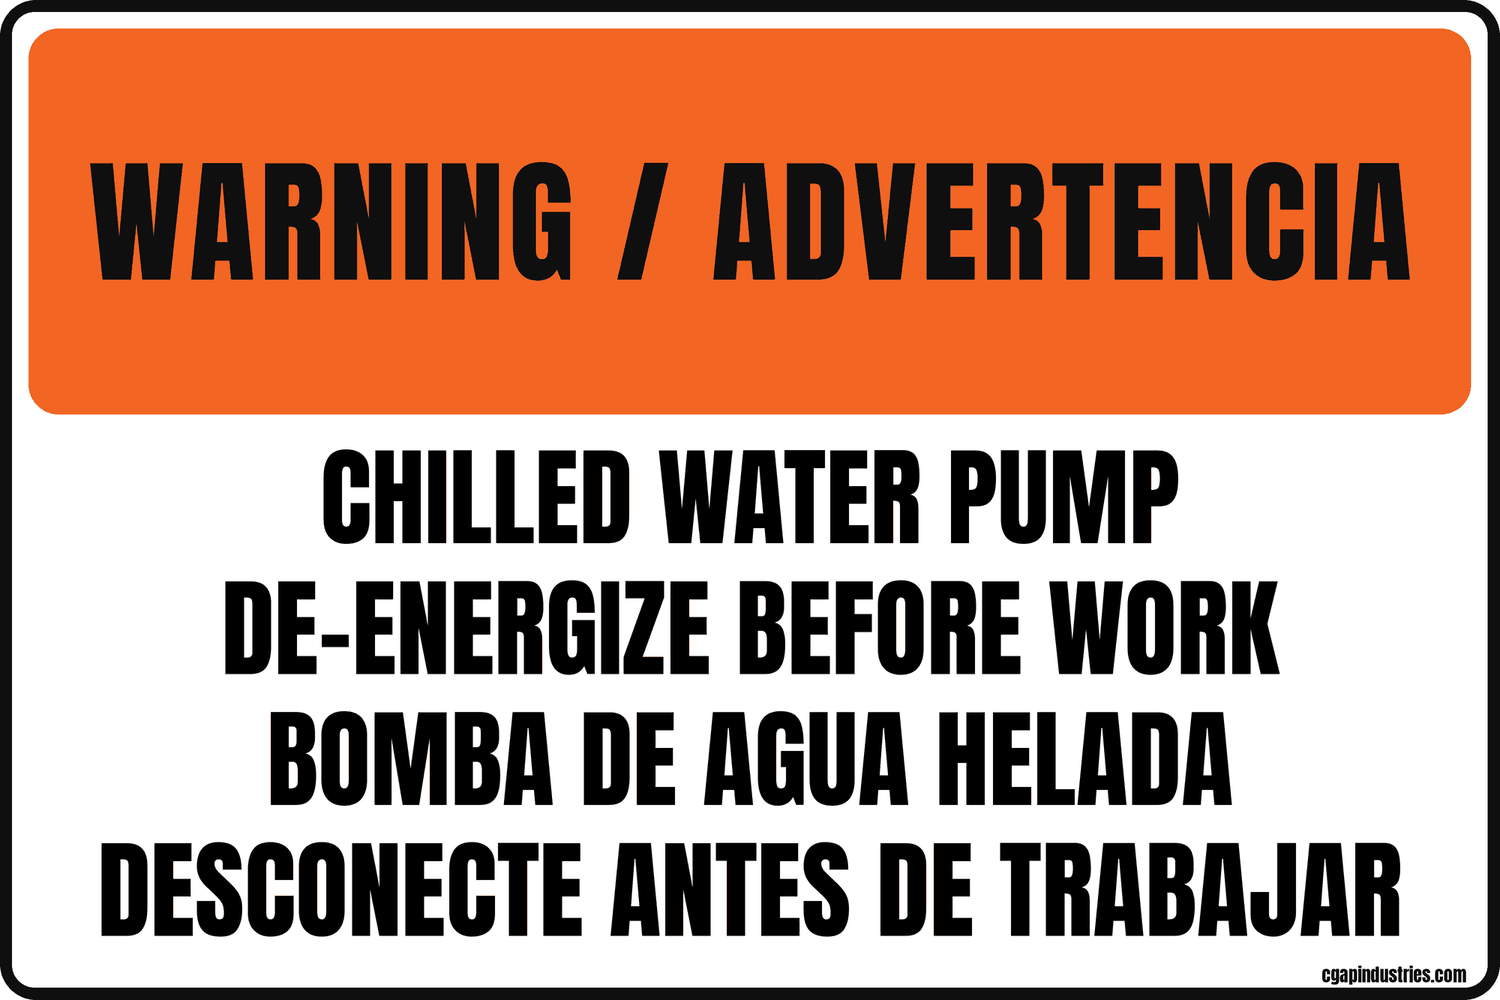 WARNING / ADVERTENCIA
CHILLED WATER PUMP
DE-ENERGIZE BEFORE WORK
BOMBA DE AGUA HELADA
DESCONECTE ANTES DE TRABAJAR
cgapindustries.com